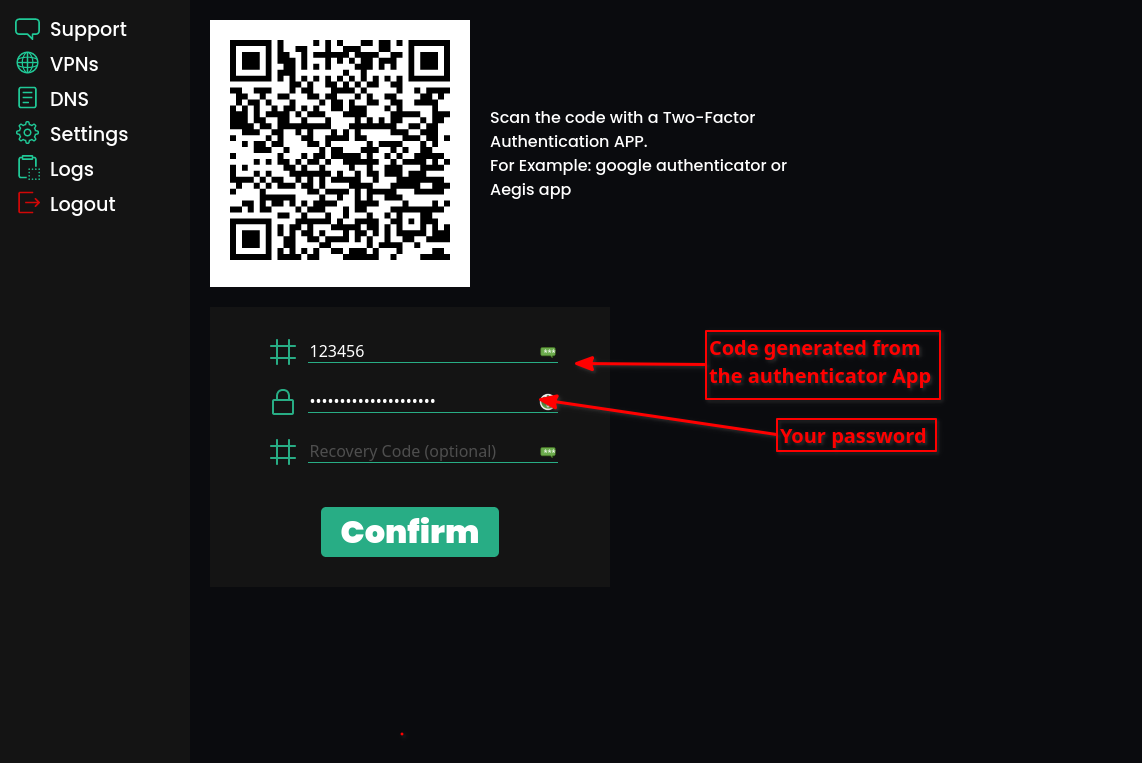 Support
VPNs
DNS
Settings
Logs
Logout
Scan the code with a Two-Factor
Authentication APP.
For Example: google authenticator or
Aegis app
123456
•••••••••••••••••••••
Recovery Code (optional)
Confirm
Code generated from
the authenticator App
Your password